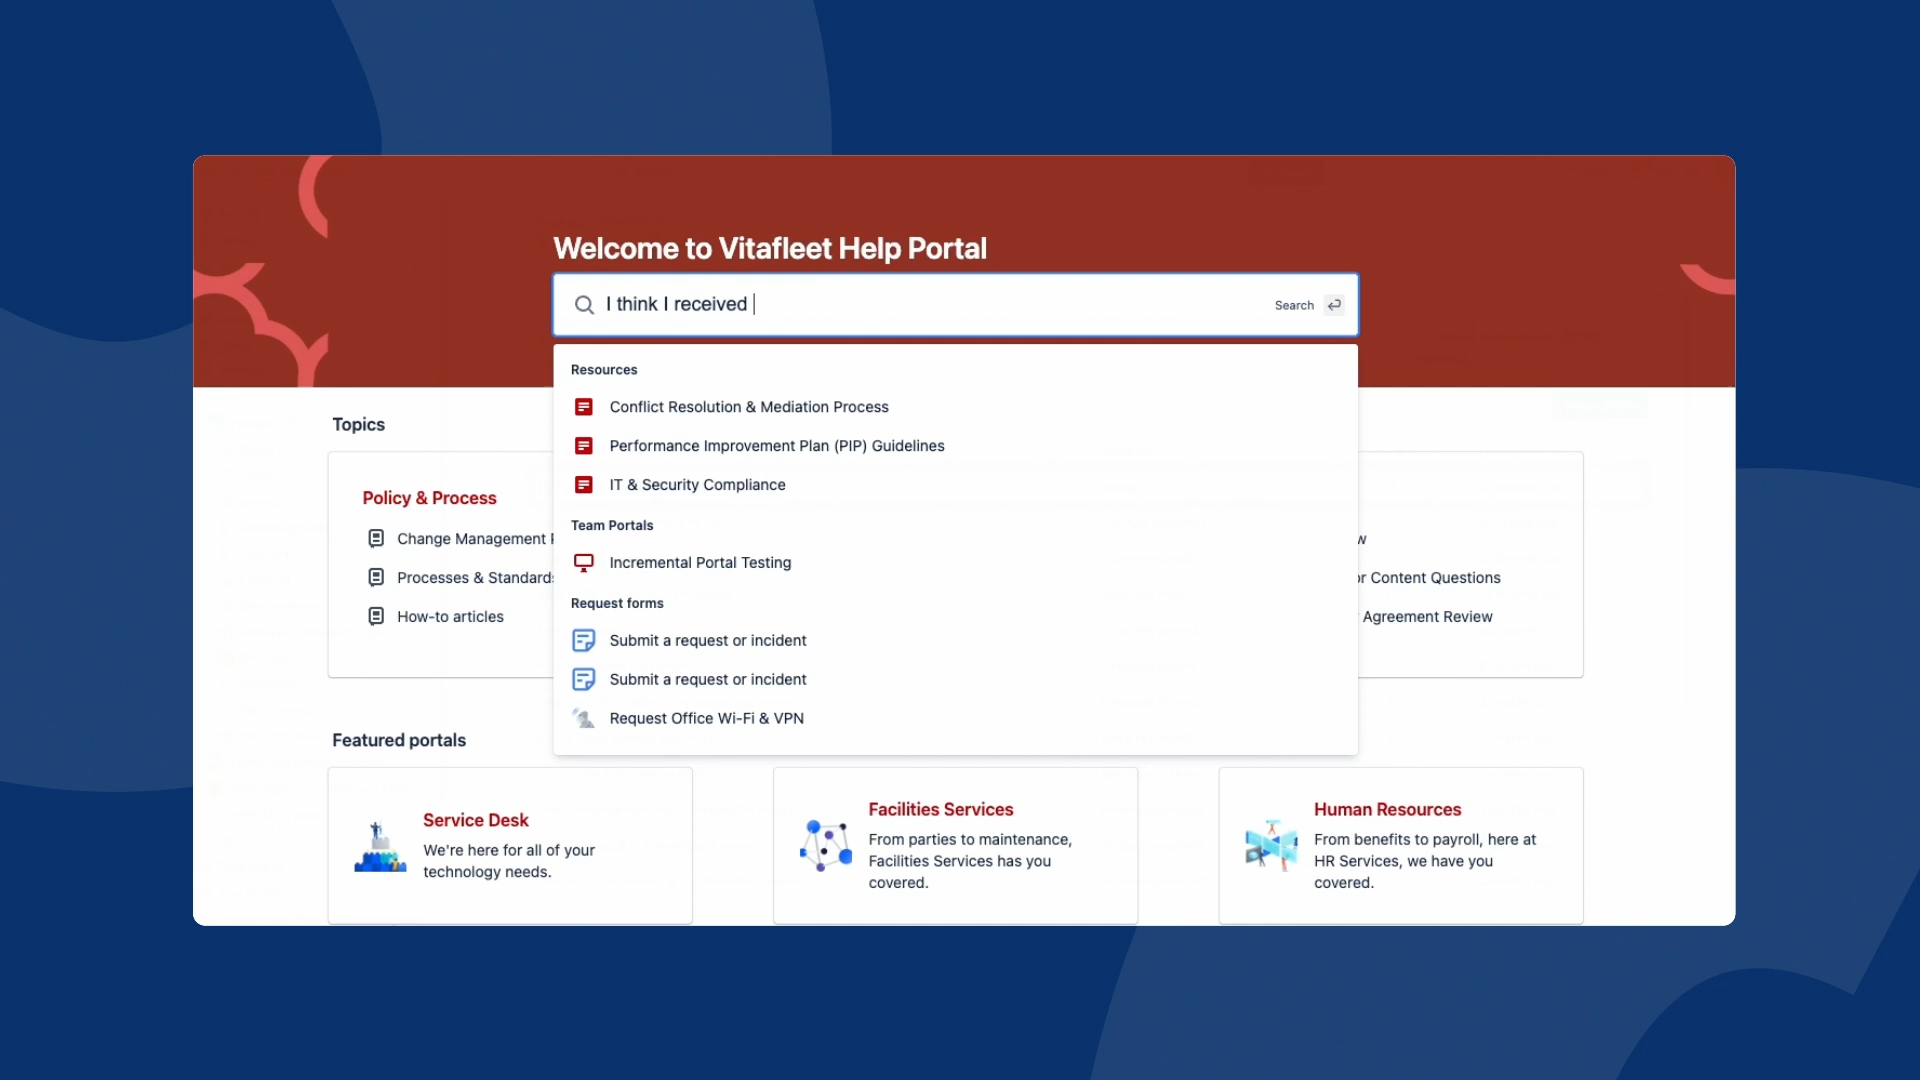 Welcome to Vitafleet Help Portal
I think I received
Search
Resources
Conflict Resolution & Mediation Process
Performance Improvement Plan (PIP) Guidelines
IT & Security Compliance
Team Portals
Incremental Portal Testing
Request forms
Submit a request or incident
Submit a request or incident
Request Office Wi-Fi & VPN
Topics
Policy & Process
Change Management
Processes & Standards
How-to articles
or Content Questions
Agreement Review
Featured portals
Service Desk
We're here for all of your
technology needs.
Facilities Services
From parties to maintenance,
Facilities Services has you
covered.
Human Resources
From benefits to payroll, here at
HR Services, we have you
covered.